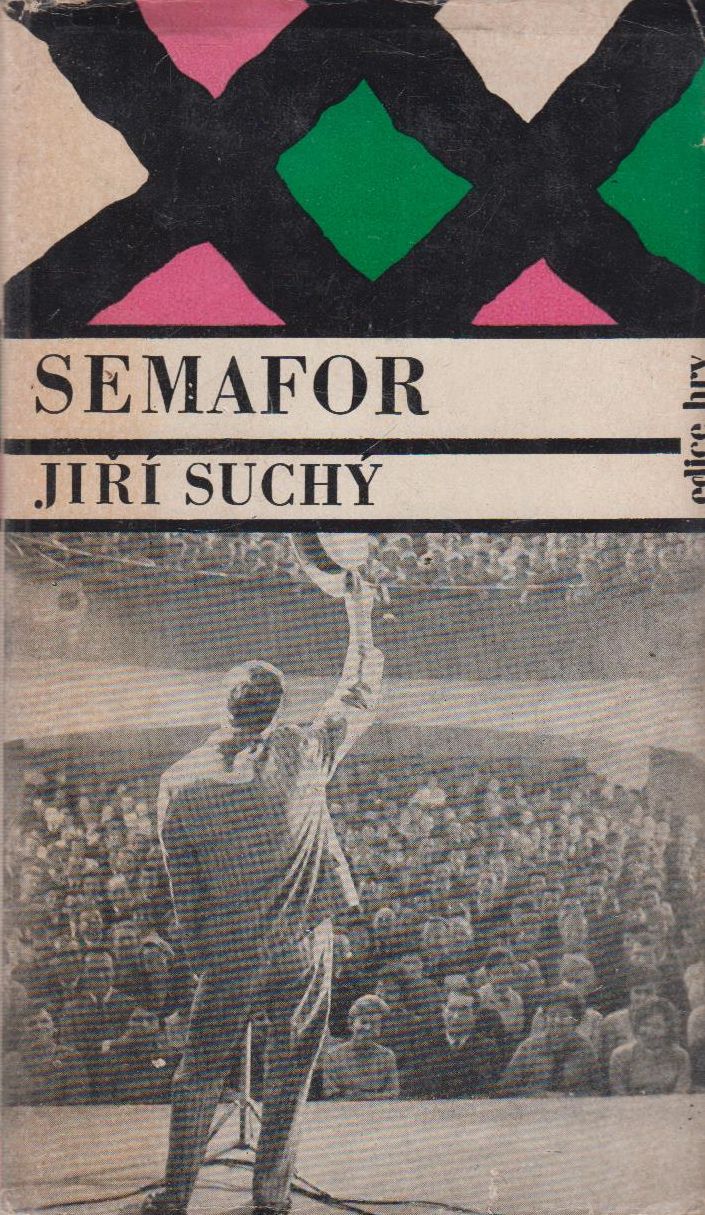 SEMAFOR
JIŘÍ SUCHÝ
edice hry